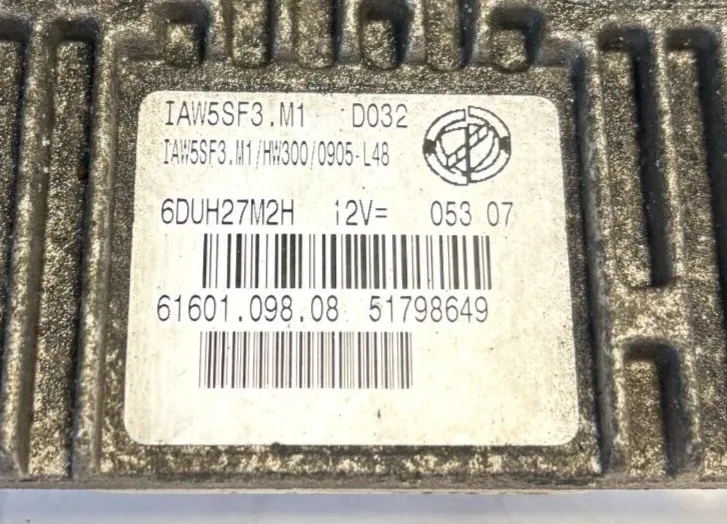 IAW5SF3.M1 D032
IAW5SF3.M1/HW300/0905-L48
6DUH27M2H 12V= 053 07
61601.098.08 51798649